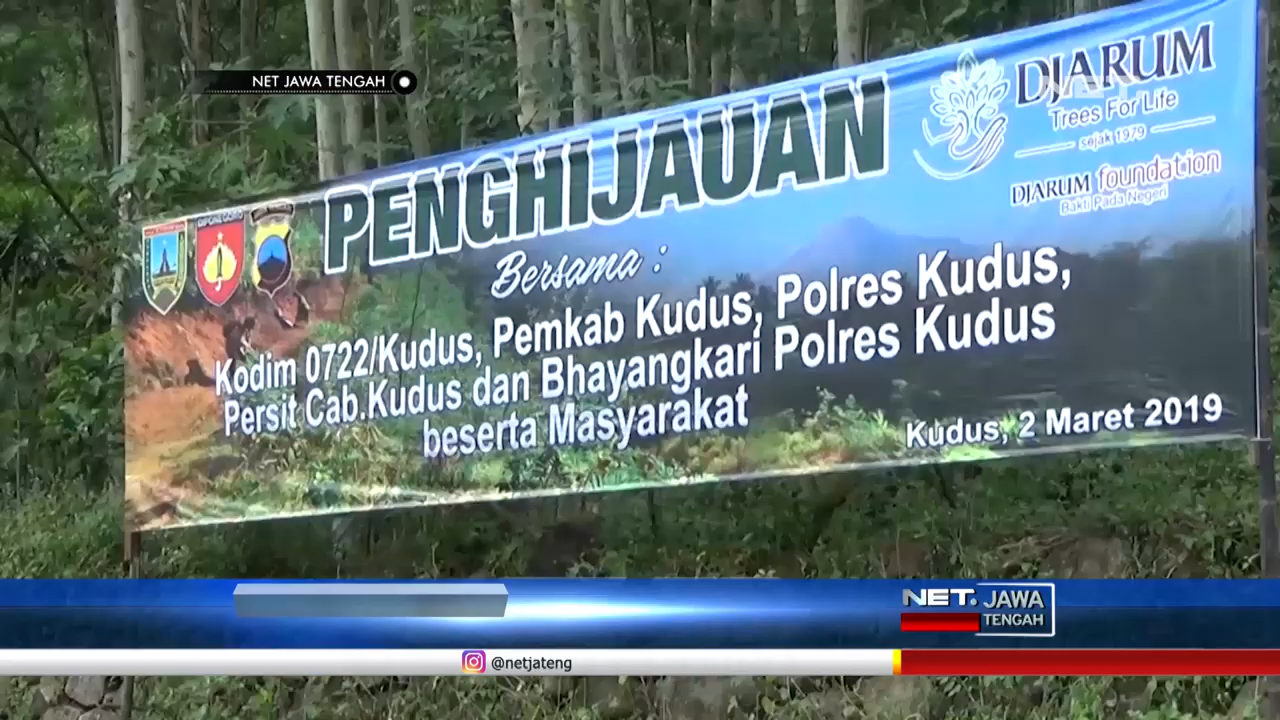 NET JAWA TENGAH
DJARUM
Trees For Life
sejak 1979
DJARUM foundation
Bakti Pada Negeri
DIPONEGORO
PENGHIJAUAN
Bersama :
Kodim 0722/Kudus, Pemkab Kudus, Polres Kudus,
Persit Cab.Kudus dan Bhayangkari Polres Kudus
beserta Masyarakat
Kudus, 2 Maret 2019
NET. JAWA
TENGAH
@netjateng